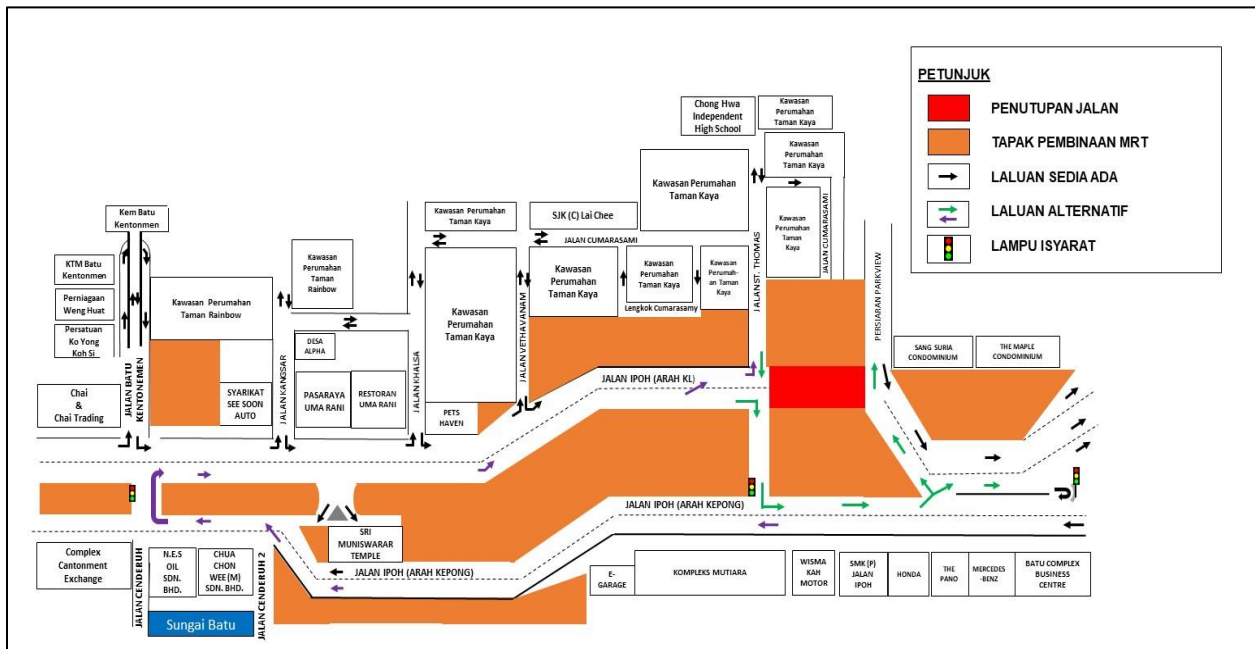 PETUNJUK
PENUTUPAN JALAN
TAPAK PEMBINAAN MRT
LALUAN SEDIA ADA
LALUAN ALTERNATIF
LAMPU ISYARAT
Chong Hwa
Independent
High School
Kawasan
Perumahan
Taman Kaya
Kawasan
Perumahan
Taman Kaya
Kawasan Perumahan
Taman Kaya
Kawasan
Perumahan
Taman
Kaya
JALAN CUMARASAMI
JALAN ST. THOMAS
PERSIARAN PARKVIEW
Kem Batu
Kentonmen
KTM Batu
Kentonmen
Perniagaan
Weng Huat
Persatuan
Ko Yong
Koh Si
Chai
&
Chai Trading
JALAN BATU
KENTONEMEN
Kawasan Perumahan
Taman Rainbow
SYARIKAT
SEE SOON
AUTO
JALAN KANGSAR
Kawasan
Perumahan
Taman
Rainbow
DESA
ALPHA
PASARAYA
UMA RANI
RESTORAN
UMA RANI
JALAN KHALSA
Kawasan Perumahan
Taman Kaya
Kawasan
Perumahan
Taman Kaya
PETS
HAVEN
JALAN VETHAVANAM
SJK (C) Lai Chee
JALAN CUMARASAMI
Kawasan
Perumahan
Taman Kaya
Kawasan
Perumahan
Taman Kaya
Kawasan
Perumah-
an Taman
Kaya
Lengkok Cumarasamy
SANG SURIA
CONDOMINIUM
THE MAPLE
CONDOMINIUM
JALAN IPOH (ARAH KL)
JALAN IPOH (ARAH KEPONG)
SRI
MUNISWARAR
TEMPLE
JALAN IPOH (ARAH KEPONG)
Complex
Cantonment
Exchange
JALAN CENDERUH
N.E.S
OIL
SDN.
BHD.
CHUA
CHON
WEE (M)
SDN. BHD.
JALAN CENDERUH 2
Sungai Batu
E-
GARAGE
KOMPLEKS MUTIARA
WISMA
KAH
MOTOR
SMK (P)
JALAN
IPOH
HONDA
THE
PANO
MERCEDES
-BENZ
BATU COMPLEX
BUSINESS
CENTRE